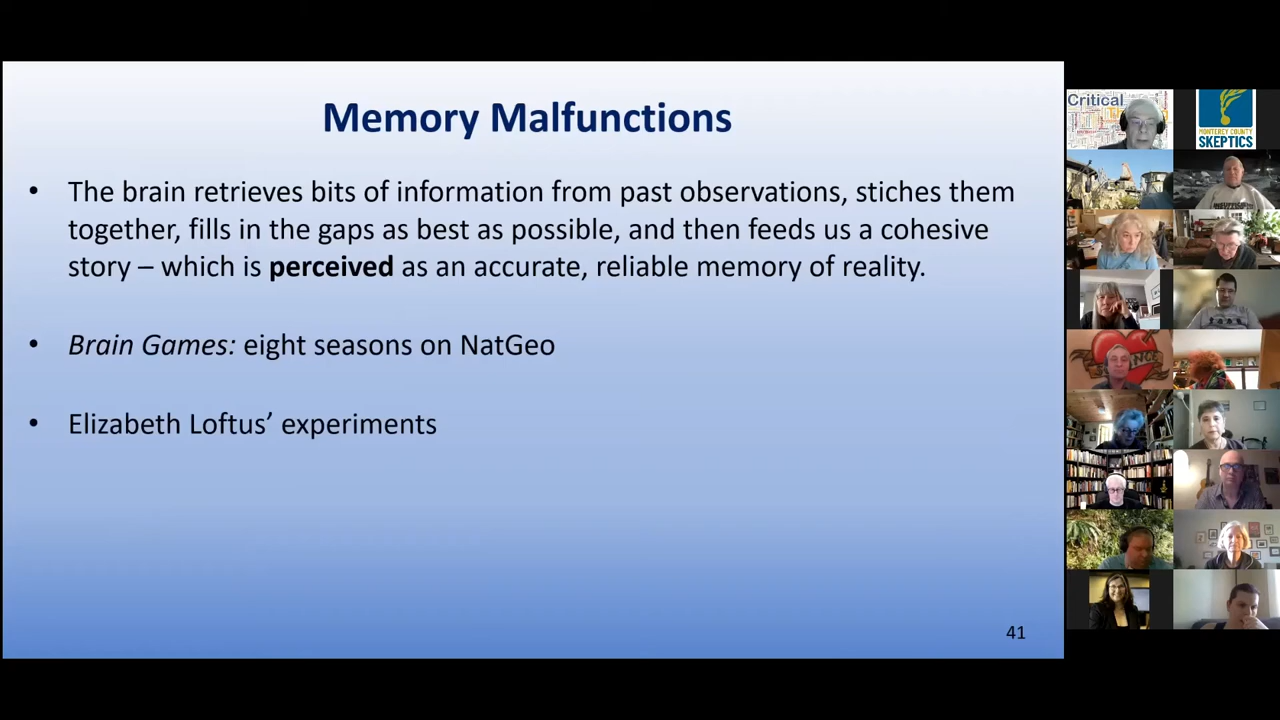 Memory Malfunctions
• The brain retrieves bits of information from past observations, stiches them
together, fills in the gaps as best as possible, and then feeds us a cohesive
story – which is perceived as an accurate, reliable memory of reality.
• Brain Games: eight seasons on NatGeo
• Elizabeth Loftus’ experiments
41
Critical
MONTEREY COUNTY
SKEPTICS